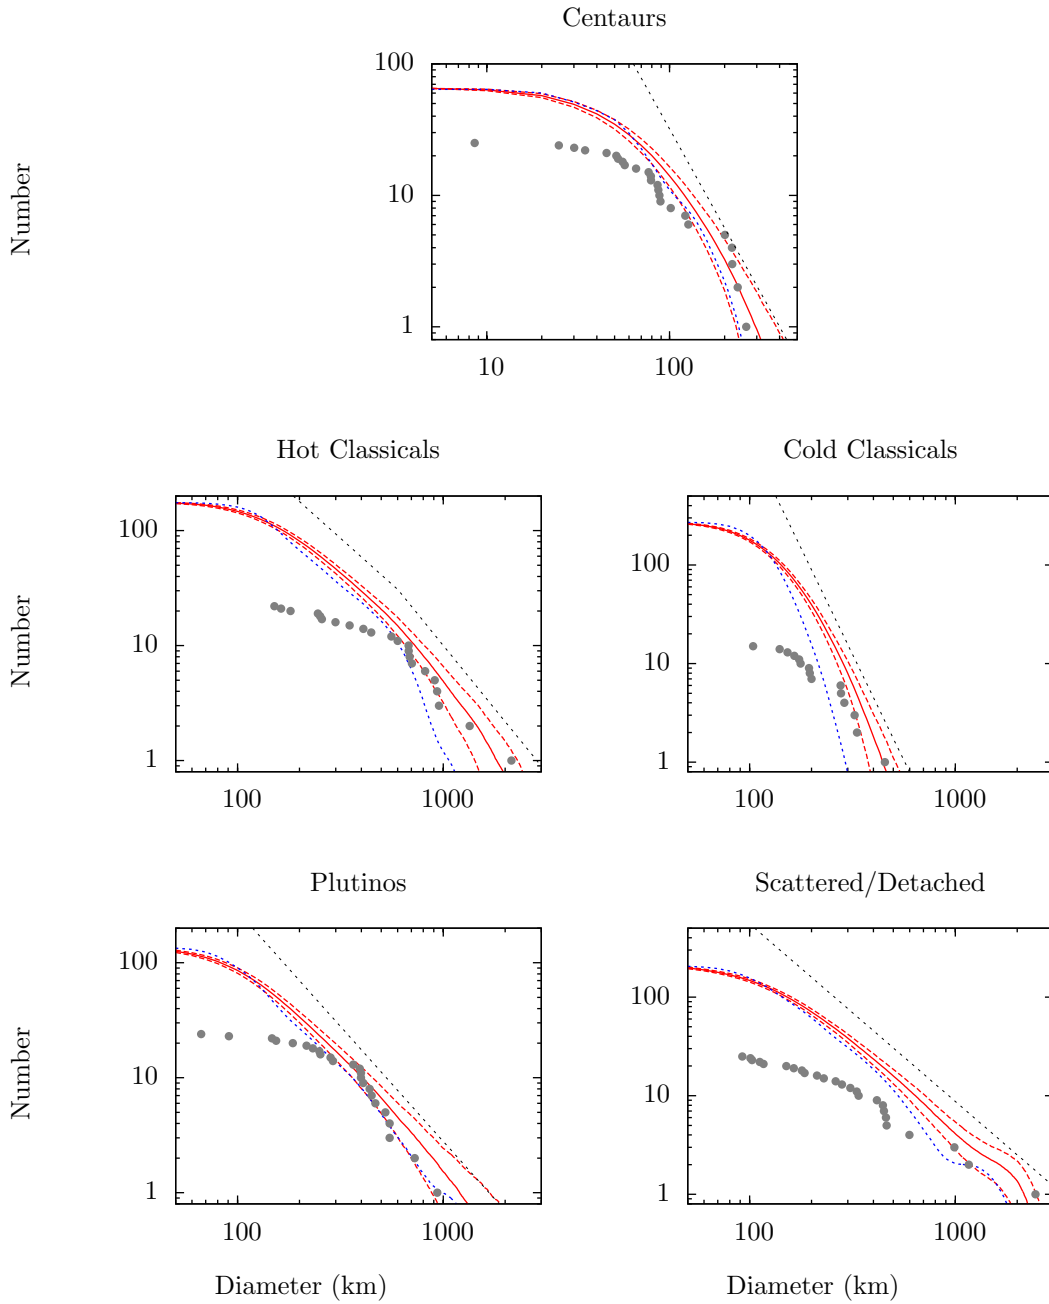 Centaurs
Number
100
10
1
10 100
Hot Classicals Cold Classicals
Number
100 100
10 10
1 1
100 1000 100 1000
Plutinos Scattered/Detached
Number
100 100
10 10
1 1
100 1000 100 1000
Diameter (km) Diameter (km)